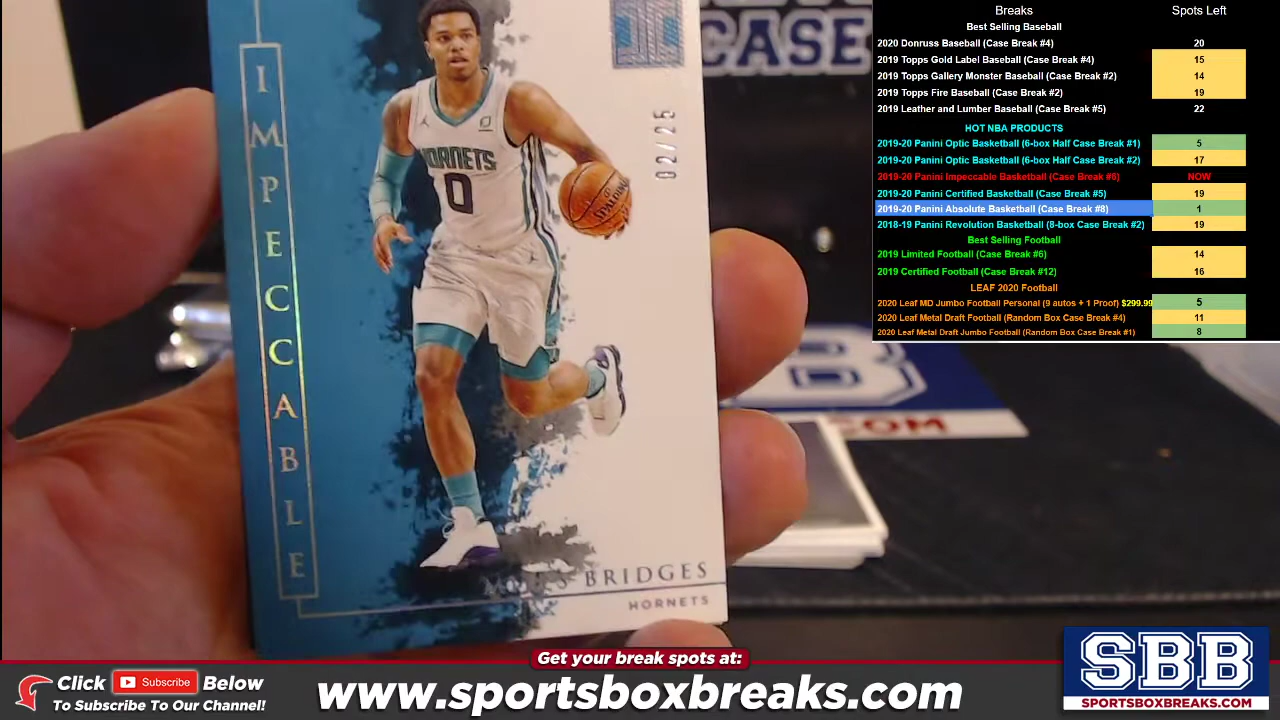 CASE
IMPECCABLE
02/25
HORNETS
0
SPALDING
BRIDGES
HORNETS
.COM
Breaks Spots Left
Best Selling Baseball
2020 Donruss Baseball (Case Break #4) 20
2019 Topps Gold Label Baseball (Case Break #4) 15
2019 Topps Gallery Monster Baseball (Case Break #2) 14
2019 Topps Fire Baseball (Case Break #2) 19
2019 Leather and Lumber Baseball (Case Break #5) 22
HOT NBA PRODUCTS
2019-20 Panini Optic Basketball (6-box Half Case Break #1) 5
2019-20 Panini Optic Basketball (6-box Half Case Break #2) 17
2019-20 Panini Impeccable Basketball (Case Break #6) NOW
2019-20 Panini Certified Basketball (Case Break #5) 19
2019-20 Panini Absolute Basketball (Case Break #8) 1
2018-19 Panini Revolution Basketball (8-box Case Break #2) 19
Best Selling Football
2019 Limited Football (Case Break #6) 14
2019 Certified Football (Case Break #12) 16
LEAF 2020 Football
2020 Leaf MD Jumbo Football Personal (9 autos + 1 Proof) $299.99 5
2020 Leaf Metal Draft Football (Random Box Case Break #4) 11
2020 Leaf Metal Draft Jumbo Football (Random Box Case Break #1) 8
Get your break spots at:
Click Subscribe Below
To Subscribe To Our Channel!
www.sportsboxbreaks.com
SBB
SPORTSBOXBREAKS.COM